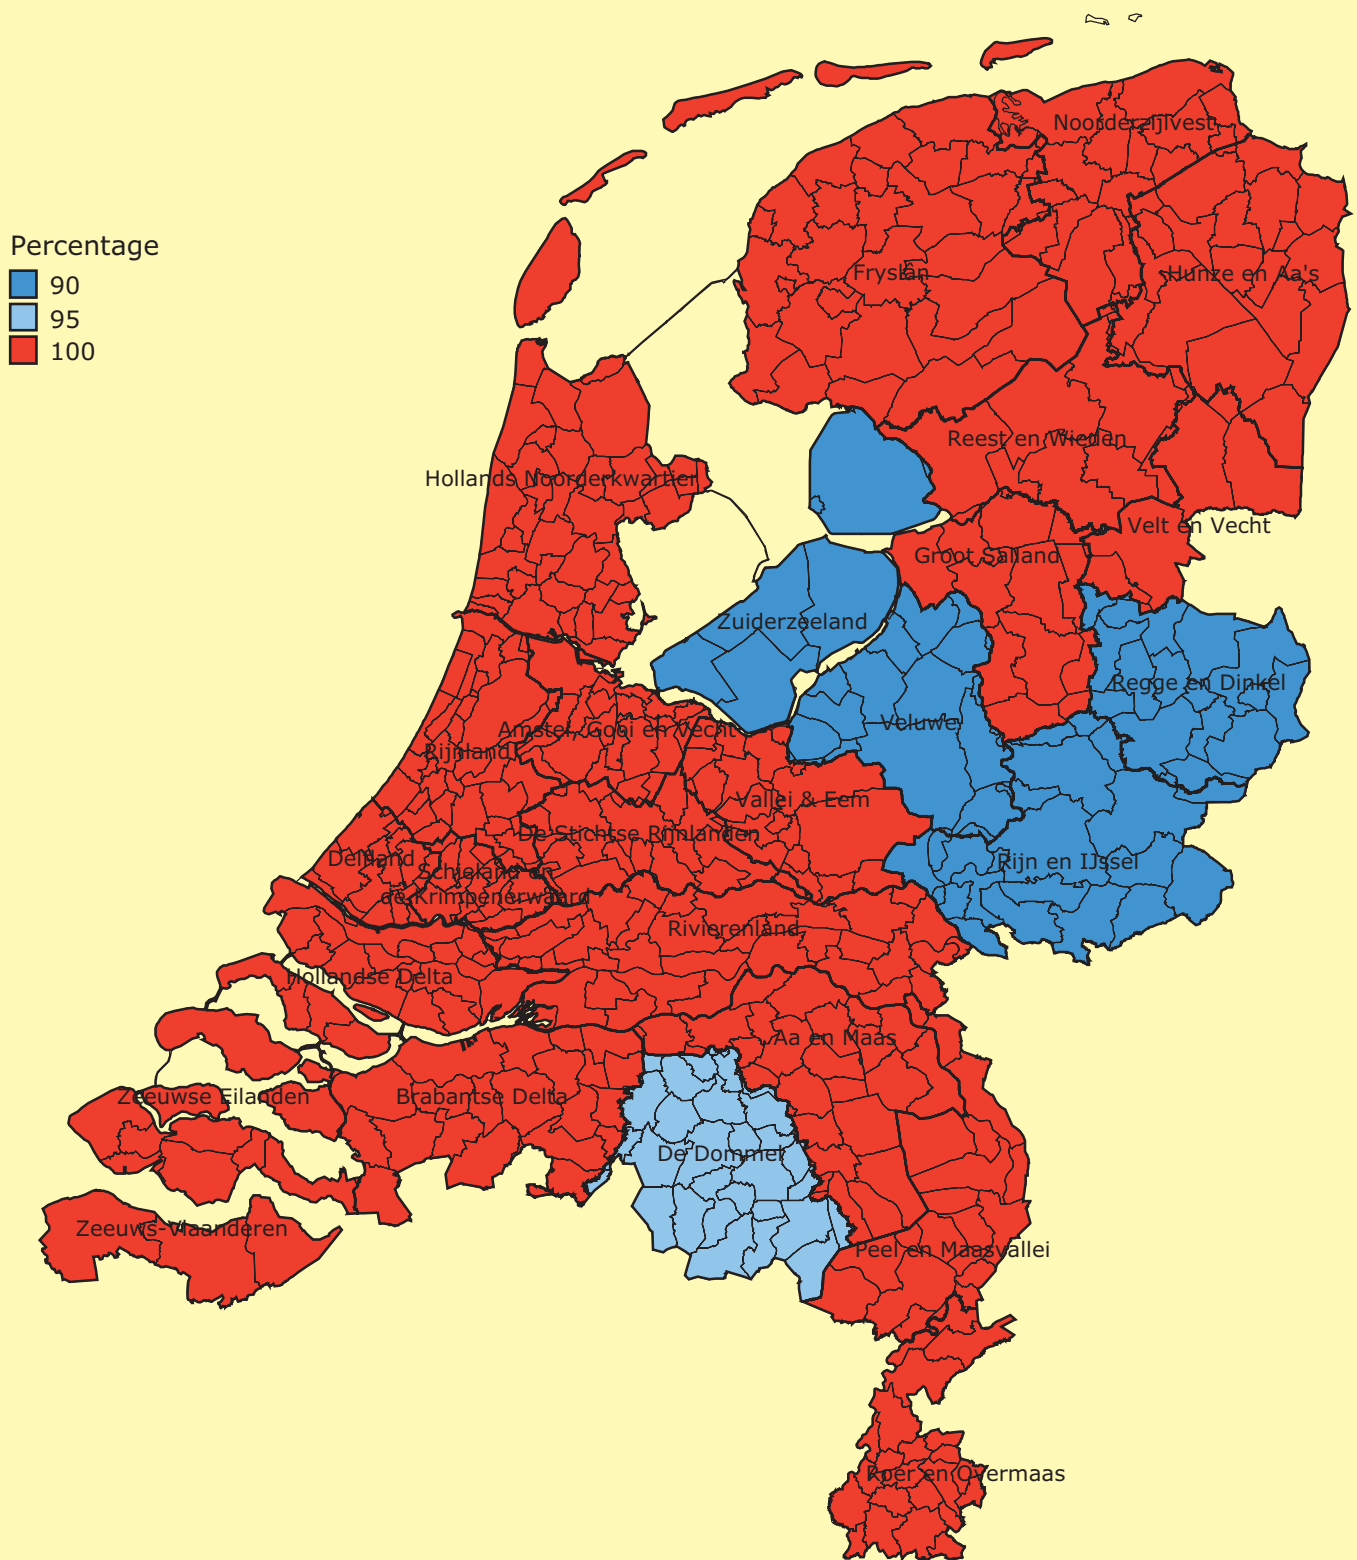 Noorderzijlvest
Percentage
90
95
100
Fryslân
Hunze en Aa's
Reest en Wieden
Hollands Noorderkwartier
Velt en Vecht
Groot Salland
Zuiderzeeland
Regge en Dinkel
Veluwe
Amstel, Gooi en Vecht
Rijnland
Vallei & Eem
De Stichtse Rijnlanden
Delfland
Schieland en
de Krimpenerwaard
Rijn en IJssel
Rivierenland
Hollandse Delta
Aa en Maas
Zeeuwse Eilanden
Brabantse Delta
De Dommel
Zeeuws-Vlaanderen
Peel en Maasvallei
Roer en Overmaas